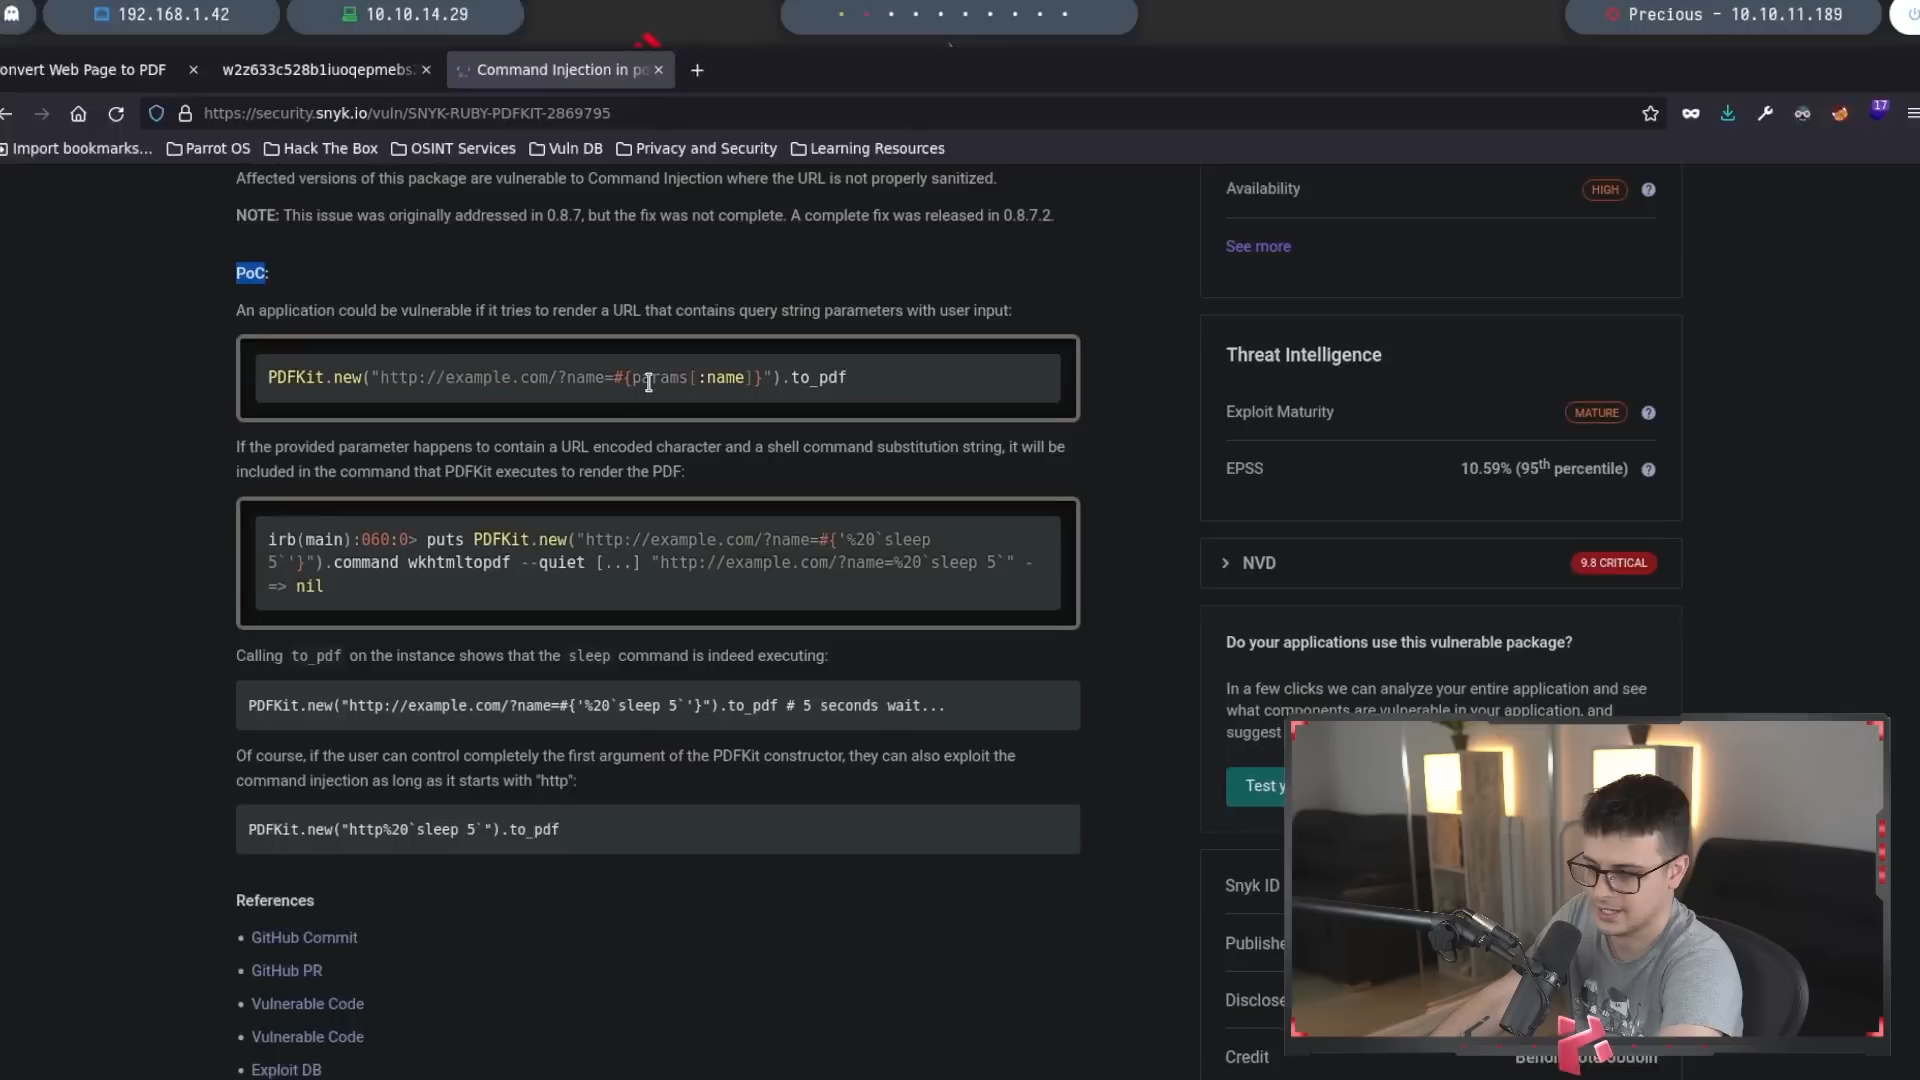 192.168.1.42
10.10.14.29
Precious - 10.10.11.189
onvert Web Page to PDF
w2z633c528b1iuoqepmebs
Command Injection in
https://security.snyk.io/vuln/SNYK-RUBY-PDFKIT-2869795
17
Import bookmarks...
Parrot OS
Hack The Box
OSINT Services
Vuln DB
Privacy and Security
Learning Resources
Affected versions of this package are vulnerable to Command Injection where the URL is not properly sanitized.
NOTE: This issue was originally addressed in 0.8.7, but the fix was not complete. A complete fix was released in 0.8.7.2.
PoC:
An application could be vulnerable if it tries to render a URL that contains query string parameters with user input:
PDFKit.new("http://example.com/?name=#{params[:name]}").to_pdf
If the provided parameter happens to contain a URL encoded character and a shell command substitution string, it will be
included in the command that PDFKit executes to render the PDF:
irb(main):060:0> puts PDFKit.new("http://example.com/?name=#{'%20`sleep
5`'}").command wkhtmltopdf --quiet [...] "http://example.com/?name=%20`sleep 5`" -
=> nil
Calling to_pdf on the instance shows that the sleep command is indeed executing:
PDFKit.new("http://example.com/?name=#{'%20`sleep 5`'}").to_pdf # 5 seconds wait...
Of course, if the user can control completely the first argument of the PDFKit constructor, they can also exploit the
command injection as long as it starts with "http":
PDFKit.new("http%20`sleep 5`").to_pdf
References
• GitHub Commit
• GitHub PR
• Vulnerable Code
• Vulnerable Code
• Exploit DB
Availability
HIGH
See more
Threat Intelligence
Exploit Maturity
MATURE
EPSS
10.59% (95th percentile)
NVD
9.8 CRITICAL
Do your applications use this vulnerable package?
In a few clicks we can analyze your entire application and see
what components are vulnerable in your application, and
suggest
Test y
Snyk ID
Publishe
Disclose
Credit